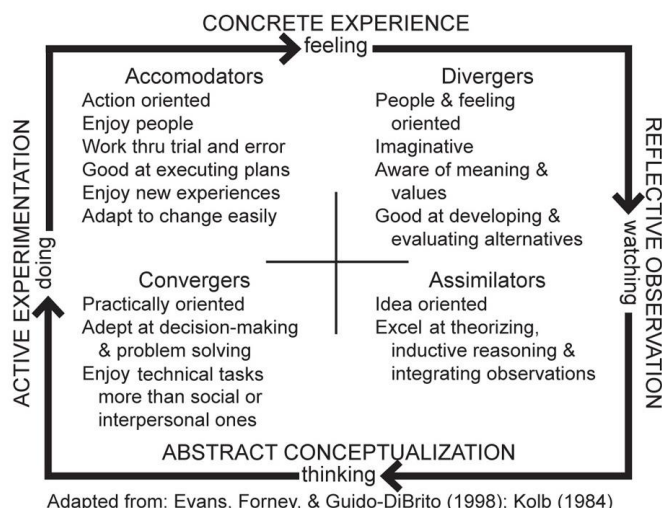 CONCRETE EXPERIENCE
feeling
Accomodators
Action oriented
Enjoy people
Work thru trial and error
Good at executing plans
Enjoy new experiences
Adapt to change easily
Divergers
People & feeling
oriented
Imaginative
Aware of meaning &
values
Good at developing &
evaluating alternatives
REFLECTIVE OBSERVATION
watching
ACTIVE EXPERIMENTATION
doing
Convergers
Practically oriented
Adept at decision-making
& problem solving
Enjoy technical tasks
more than social or
interpersonal ones
Assimilators
Idea oriented
Excel at theorizing,
inductive reasoning &
integrating observations
ABSTRACT CONCEPTUALIZATION
thinking
Adapted from: Evans, Forney, & Guido-DiBrito (1998); Kolb (1984)